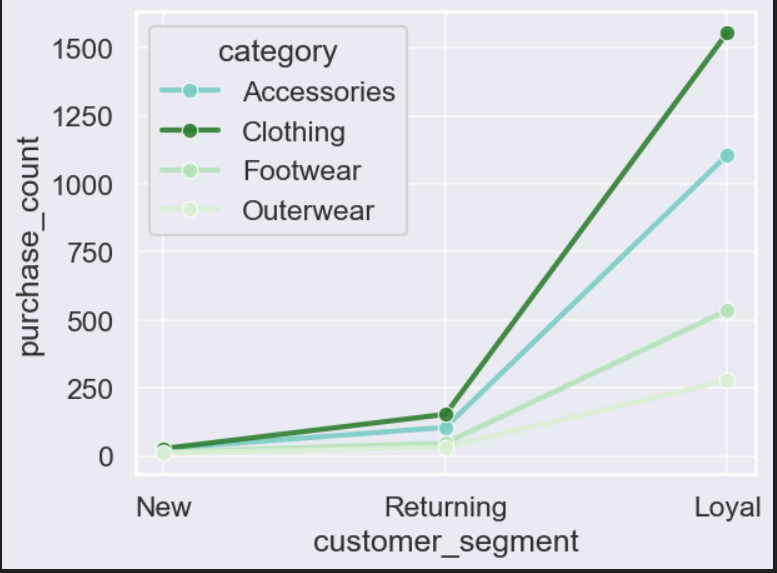 category
Accessories
Clothing
Footwear
Outerwear
1500
1250
1000
750
500
250
0
purchase_count
New Returning Loyal
customer_segment